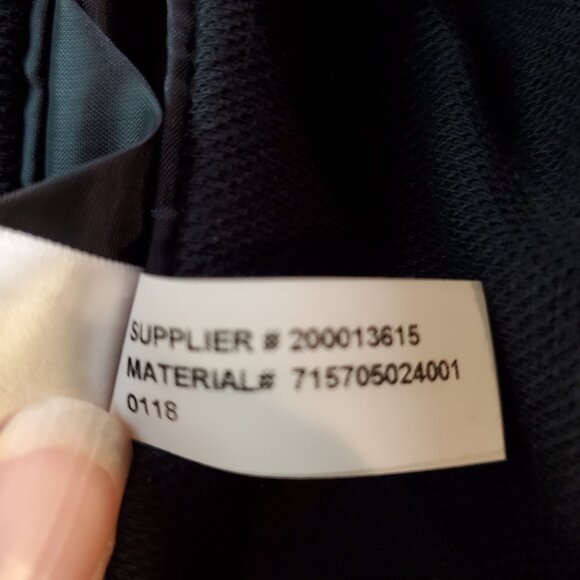 SUPPLIER # 200013615
MATERIAL# 715705024001
0118